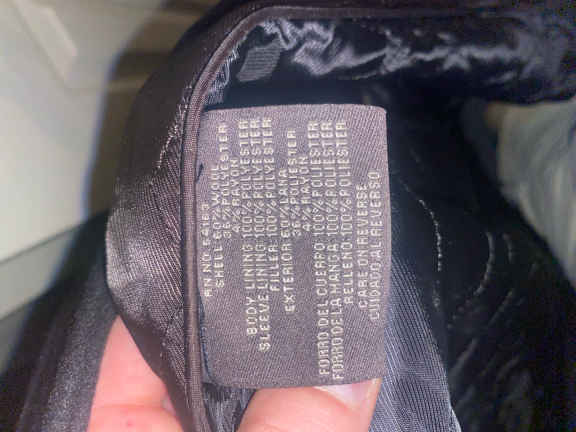 RN NO. 54163
SHELL: 60% WOOL
36% POLYESTER
4% RAYON
BODY LINING: 100% POLYESTER
SLEEVE LINING: 100% POLYESTER
FILLER: 100% POLYESTER
EXTERIOR: 60% LANA
36% POLIESTER
4% RAYON
FORRO DEL CUERPO: 100% POLIESTER
FORRO DE LA MANGA: 100% POLIESTER
RELLENO: 100% POLIESTER
CARE ON REVERSE
CUIDADO AL REVERSO